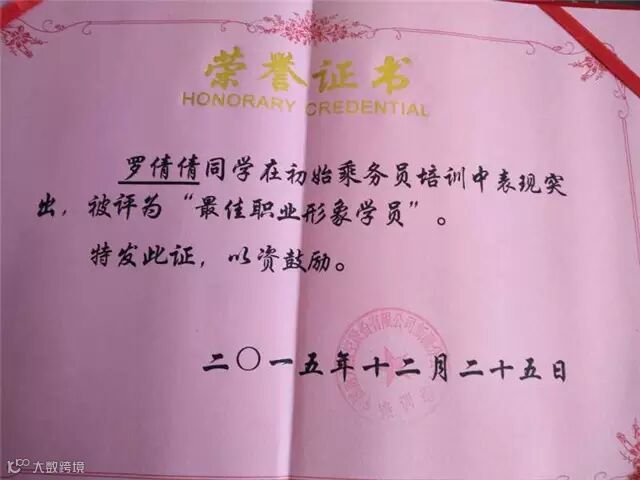 荣誉证书
HONORARY CREDENTIAL
罗倩倩同学在初始乘务员培训中表现突
出，被评为“最佳职业形象学员”。
特发此证，以资鼓励。
二〇一五年十二月二十五日
大数跨境